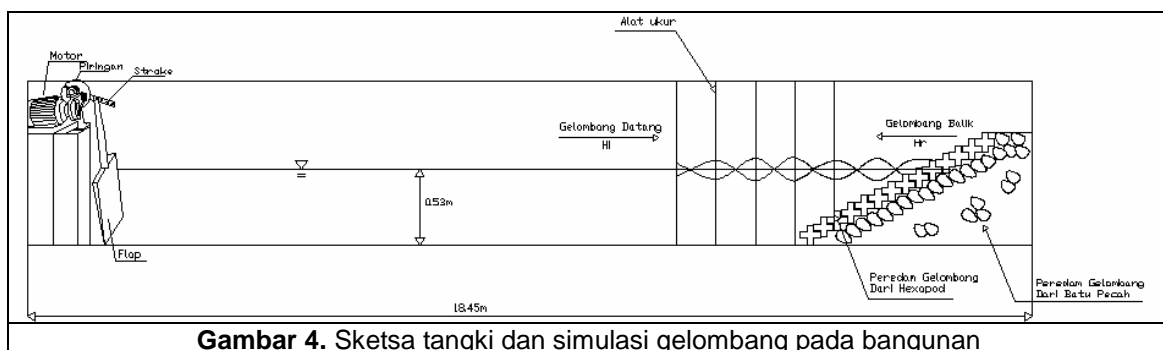 Alat ukur
Motor
Piringan
Strake
Gelombang Datang
HI
Gelombang Balik
Hr
0.53m
Flap
Peredam Gelombang
Dari Hexapod
Peredam Gelombang
Dari Batu Pecah
18.45m
Gambar 4. Sketsa tangki dan simulasi gelombang pada bangunan